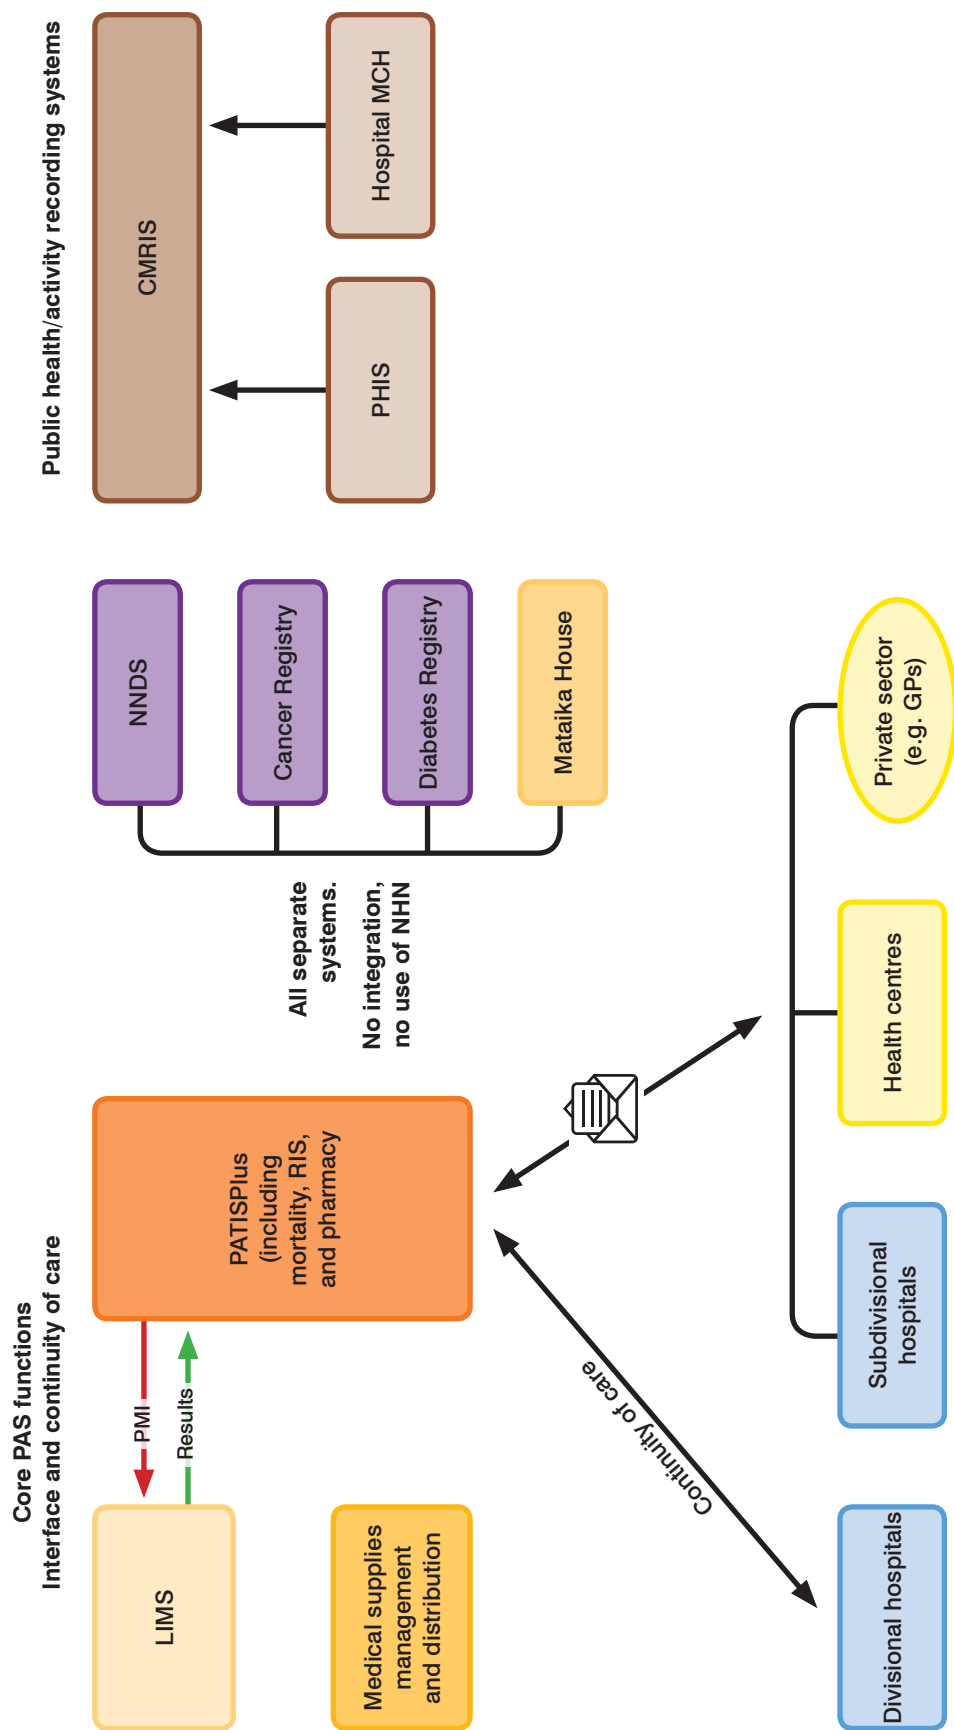 Core PAS functions
Interface and continuity of care
Public health/activity recording systems
LIMS
PMI
Results
PATISPlus
(including
mortality, RIS,
and pharmacy
Medical supplies
management
and distribution
All separate
systems.
No integration,
no use of NHN
NNDS
Cancer Registry
Diabetes Registry
Mataika House
CMRIS
PHIS
Hospital MCH
Continuity of care
Divisional hospitals
Subdivisional
hospitals
Health centres
Private sector
(e.g. GPs)